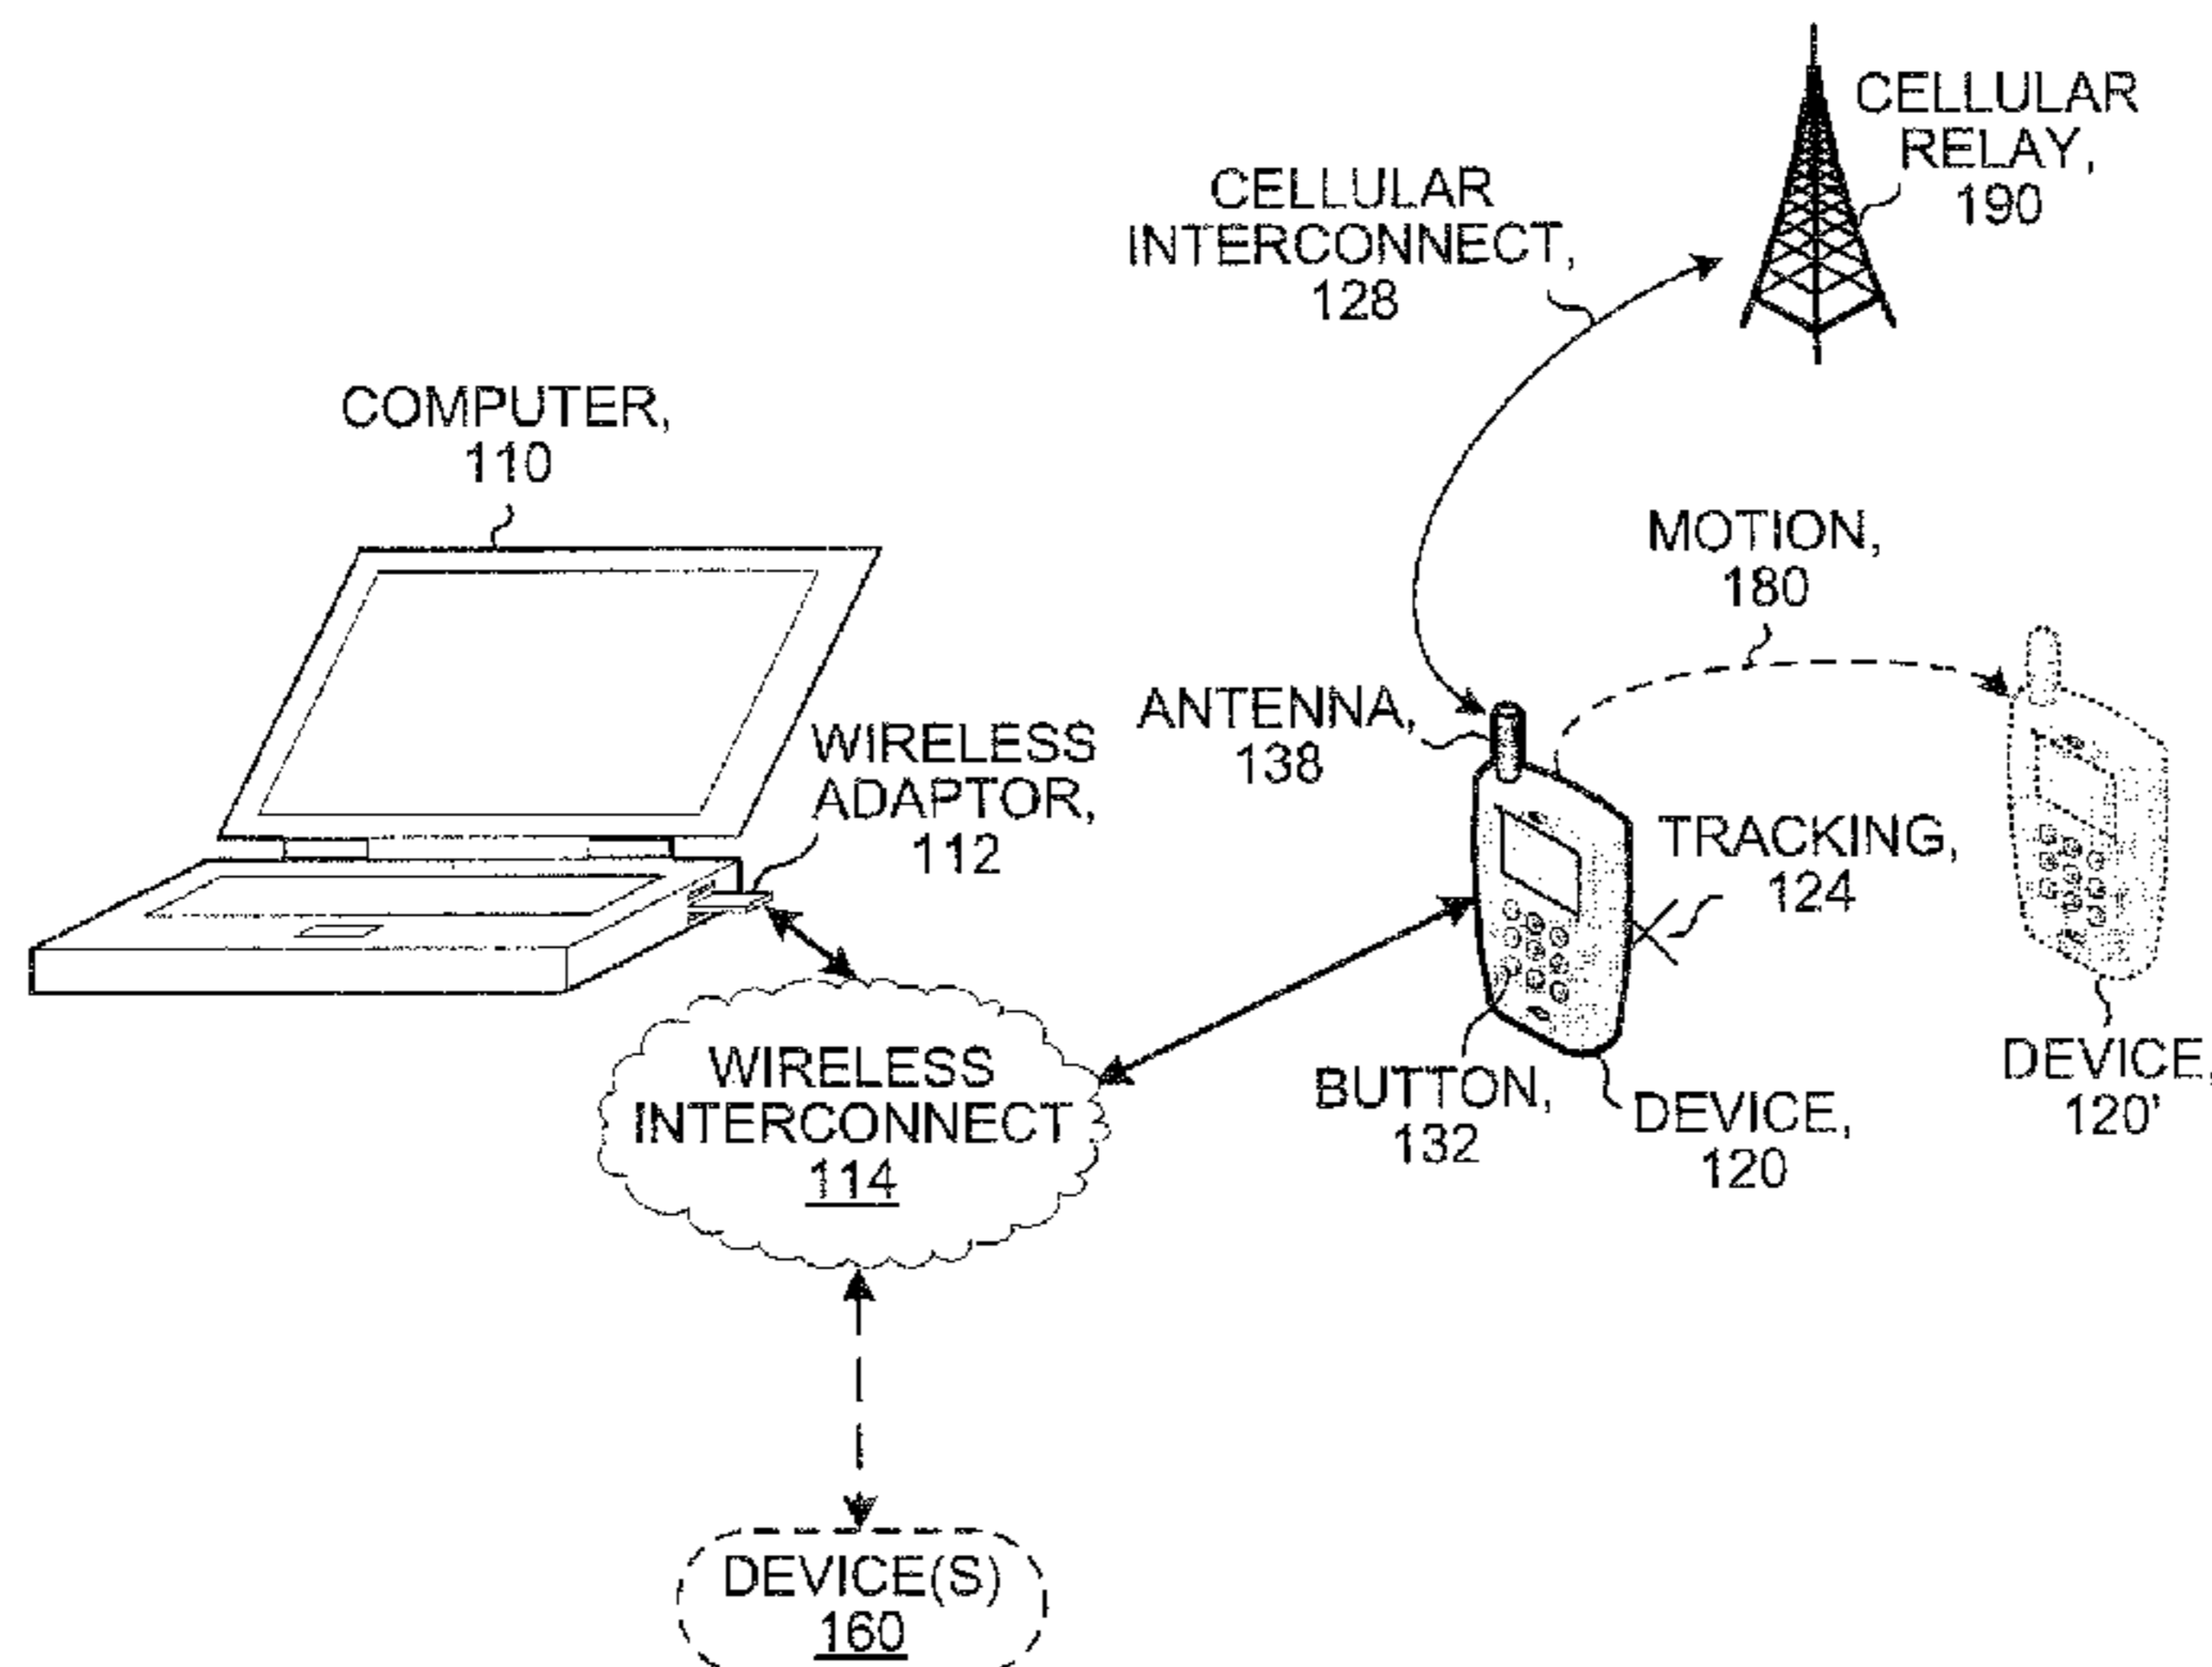 CELLULAR
RELAY,
190
CELLULAR
INTERCONNECT,
128
COMPUTER,
110
MOTION,
180
ANTENNA,
138
WIRELESS
ADAPTOR,
112
TRACKING,
124
WIRELESS
INTERCONNECT
114
BUTTON,
132
DEVICE,
120
DEVICE,
120'
DEVICE(S)
160